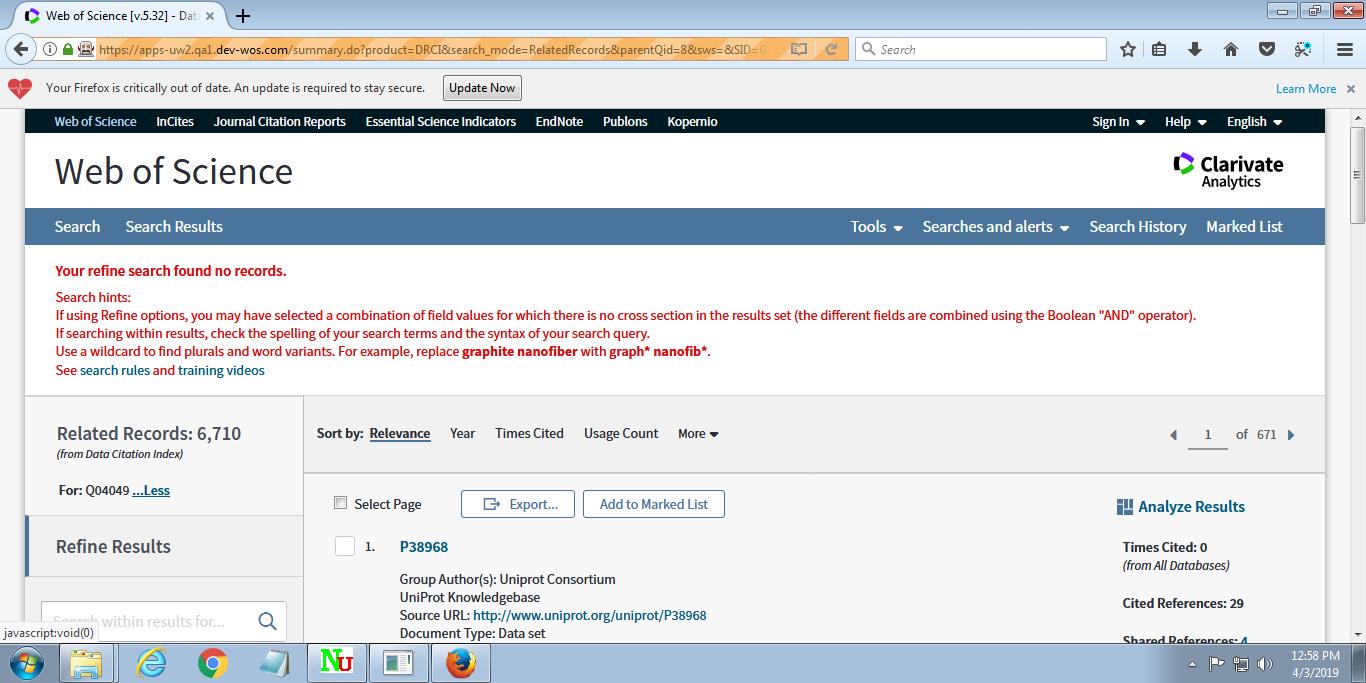 Web of Science [v.5.32] - Dat
https://apps-uw2.qa1.dev-wos.com/summary.do?product=DRCI&search_mode=RelatedRecords&parentQid=8&sws=&SID=
Search
Your Firefox is critically out of date. An update is required to stay secure.
Update Now
Learn More
Web of Science InCites Journal Citation Reports Essential Science Indicators EndNote Publons Kopernio
Sign In Help English
Web of Science
Clarivate
Analytics
Search Search Results
Tools Searches and alerts Search History Marked List
Your refine search found no records.
Search hints:
If using Refine options, you may have selected a combination of field values for which there is no cross section in the results set (the different fields are combined using the Boolean "AND" operator).
If searching within results, check the spelling of your search terms and the syntax of your search query.
Use a wildcard to find plurals and word variants. For example, replace graphite nanofiber with graph* nanofib*.
See search rules and training videos
Related Records: 6,710
(from Data Citation Index)
For: Q04049 ...Less
Refine Results
Search within results for...
javascript:void(0)
Sort by: Relevance Year Times Cited Usage Count More
1 of 671
Select Page Export... Add to Marked List
1. P38968
Group Author(s): Uniprot Consortium
UniProt Knowledgebase
Source URL: http://www.uniprot.org/uniprot/P38968
Document Type: Data set
Analyze Results
Times Cited: 0
(from All Databases)
Cited References: 29
Shared References: 4
Nu
12:58 PM
4/3/2019